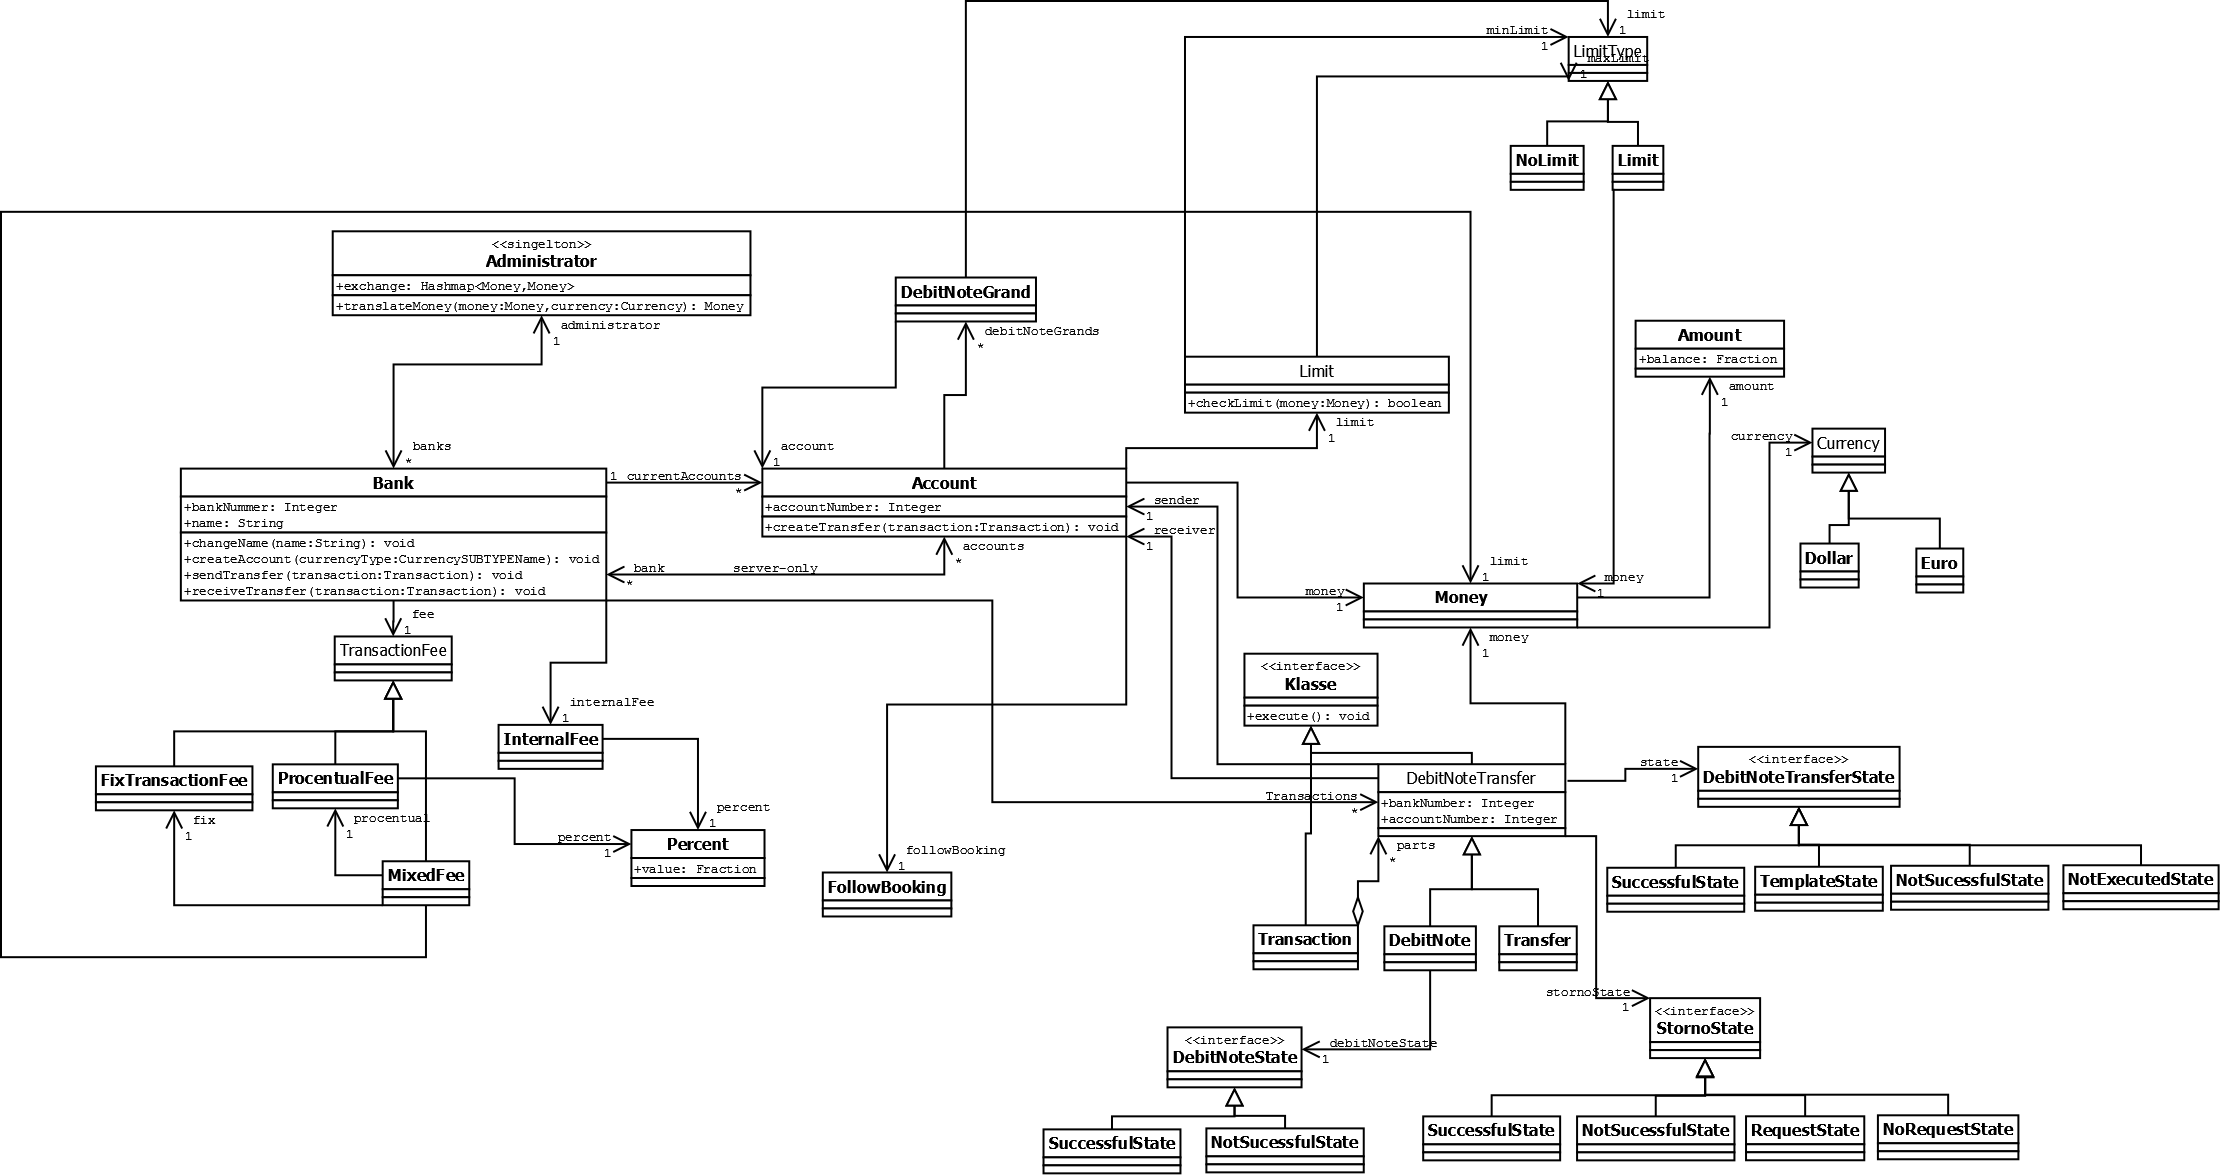 limit
1
minLimit
1
LimitType
maxLimit
1
NoLimit
Limit
<<singelton>>
Administrator
+exchange: Hashmap<Money,Money>
+translateMoney(money:Money,currency:Currency): Money
administrator
1
DebitNoteGrand
debitNoteGrands
*
Limit
+checkLimit(money:Money): boolean
limit
1
Amount
+balance: Fraction
amount
1
currency
1
Currency
Dollar
Euro
banks
*
account
1
Bank
+bankNummer: Integer
+name: String
+changeName(name:String): void
+createAccount(currencyType:CurrencySUBTYPEName): void
+sendTransfer(transaction:Transaction): void
+receiveTransfer(transaction:Transaction): void
1 currentAccounts
*
Account
+accountNumber: Integer
+createTransfer(transaction:Transaction): void
sender
1
receiver
1
accounts
*
bank
*
server-only
limit
1
money
1
Money
money
1
money
1
fee
1
TransactionFee
internalFee
1
InternalFee
<<interface>>
Klasse
+execute(): void
FixTransactionFee
ProcentualFee
fix
1
procentual
1
MixedFee
percent
1
percent
1
Percent
+value: Fraction
followBooking
1
FollowBooking
Transactions
*
DebitNoteTransfer
+bankNumber: Integer
+accountNumber: Integer
state
1
<<interface>>
DebitNoteTransferState
SuccessfulState
TemplateState
NotSucessfulState
NotExecutedState
parts
*
Transaction
DebitNote
Transfer
stornoState
1
<<interface>>
StornoState
debitNoteState
1
<<interface>>
DebitNoteState
SuccessfulState
NotSucessfulState
SuccessfulState
NotSucessfulState
RequestState
NoRequestState